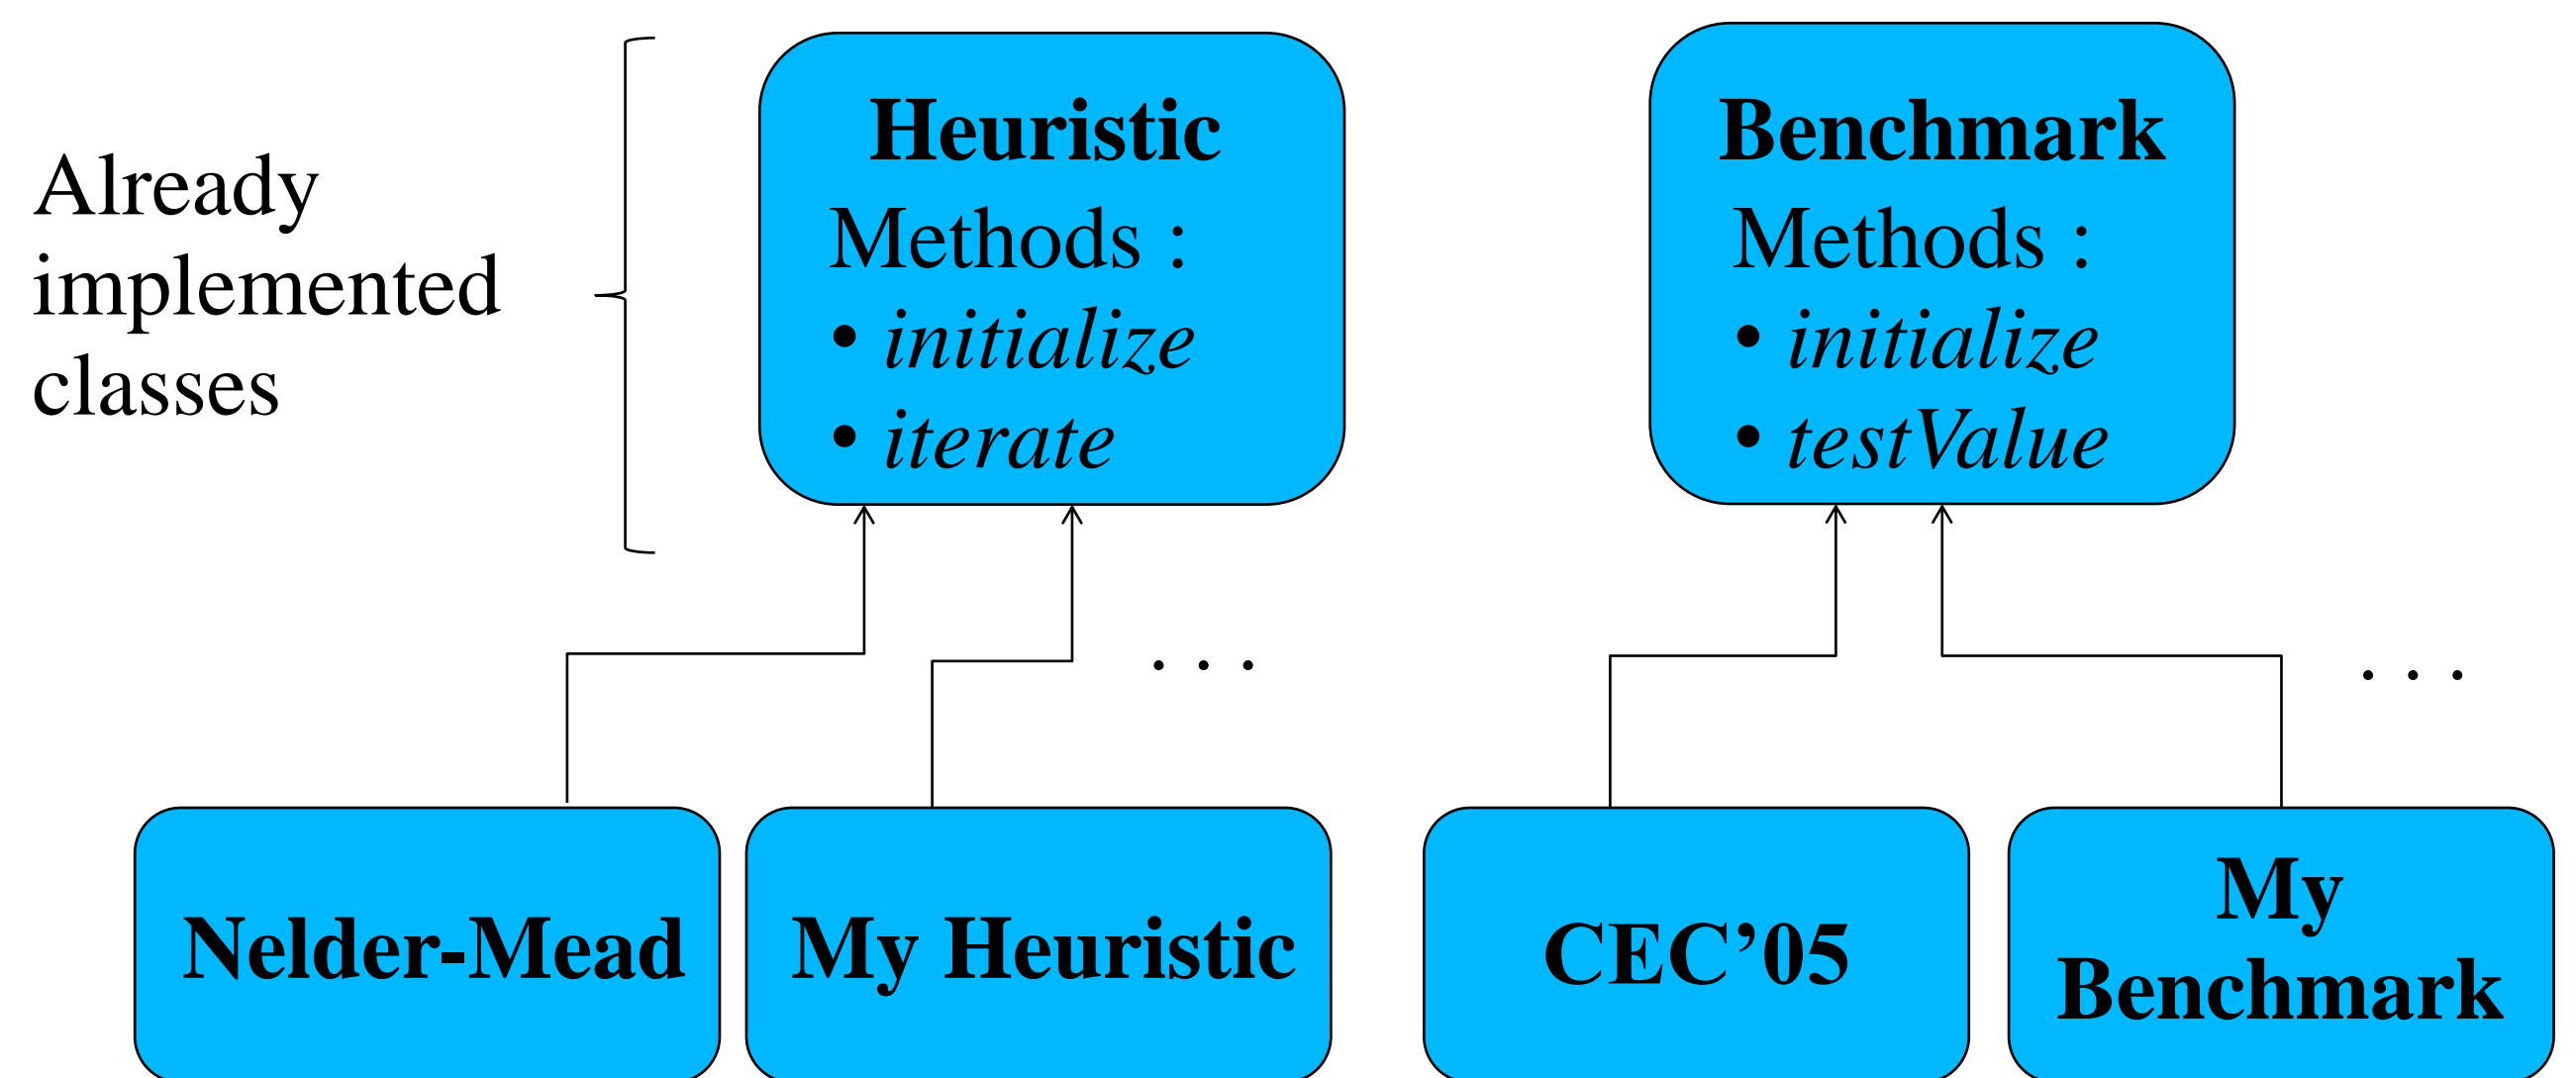 Already
implemented
classes
Heuristic
Methods :
• initialize
• iterate
Benchmark
Methods :
• initialize
• testValue
. . .
. . .
Nelder-Mead
My Heuristic
CEC’05
My
Benchmark